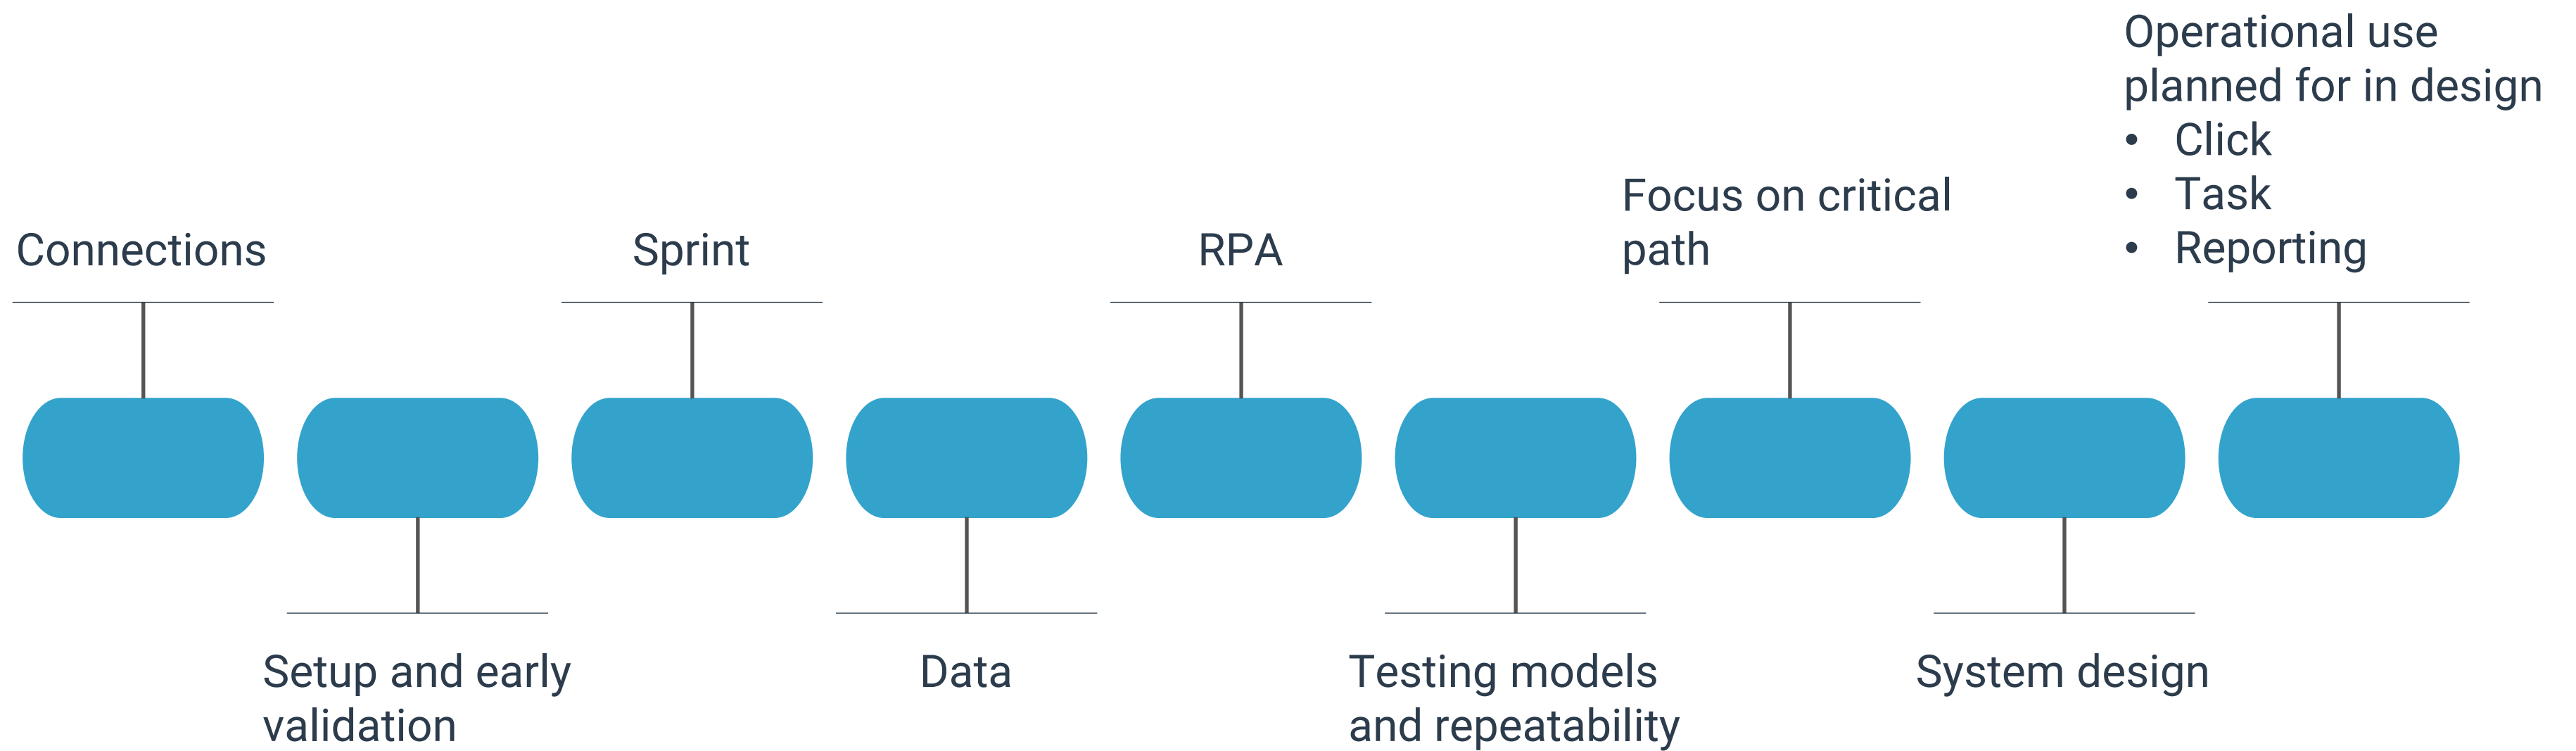 Connections
Setup and early
validation
Sprint
Data
RPA
Testing models
and repeatability
Focus on critical
path
System design
Operational use
planned for in design
• Click
• Task
• Reporting